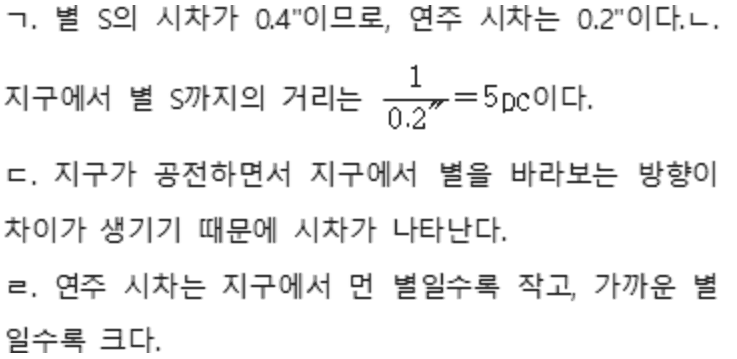 ㄱ. 별 S의 시차가 0.4"이므로, 연주 시차는 0.2"이다.ㄴ.
지구에서 별 S까지의 거리는 1/0.2″=5pc이다.
ㄷ. 지구가 공전하면서 지구에서 별을 바라보는 방향이
차이가 생기기 때문에 시차가 나타난다.
ㄹ. 연주 시차는 지구에서 먼 별일수록 작고, 가까운 별
일수록 크다.